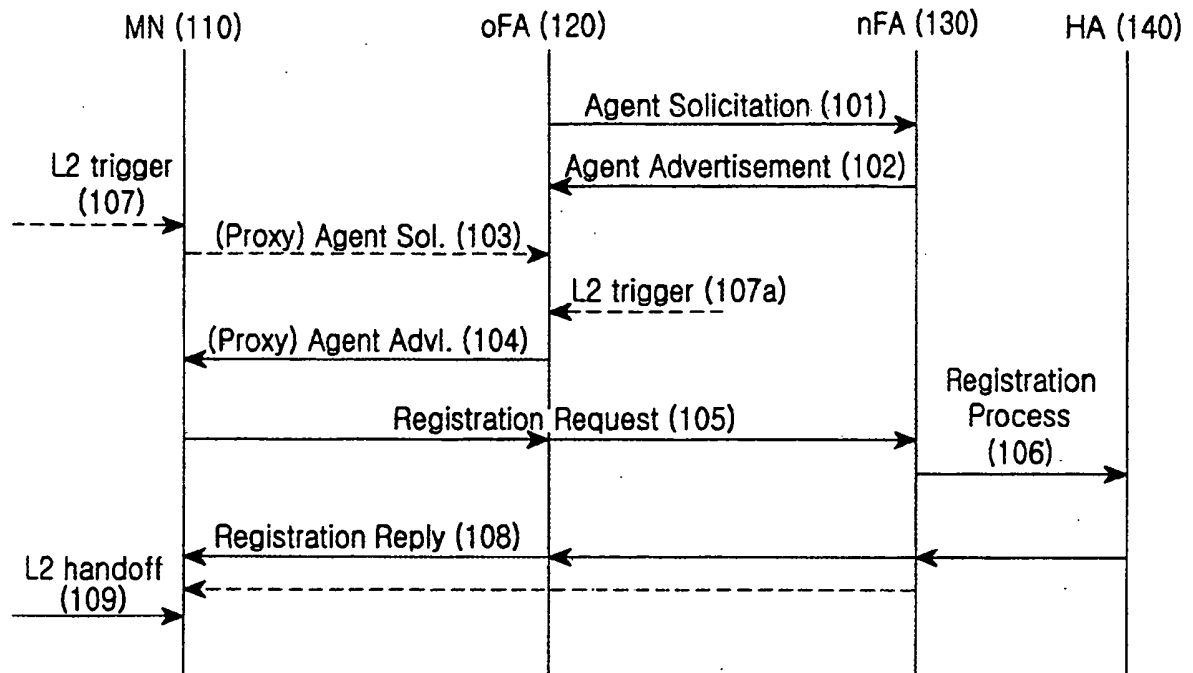 MN (110)
oFA (120)
nFA (130)
HA (140)
Agent Solicitation (101)
Agent Advertisement (102)
L2 trigger
(107)
(Proxy) Agent Sol. (103)
L2 trigger (107a)
(Proxy) Agent Advl. (104)
Registration
Process
(106)
Registration Request (105)
Registration Reply (108)
L2 handoff
(109)